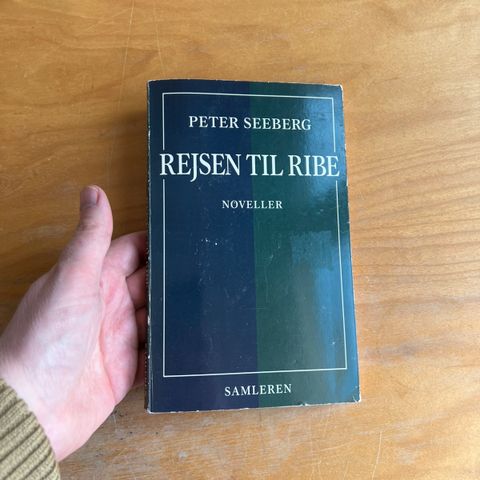 PETER SEEBERG
REJSEN TIL RIBE
NOVELLER
SAMLEREN